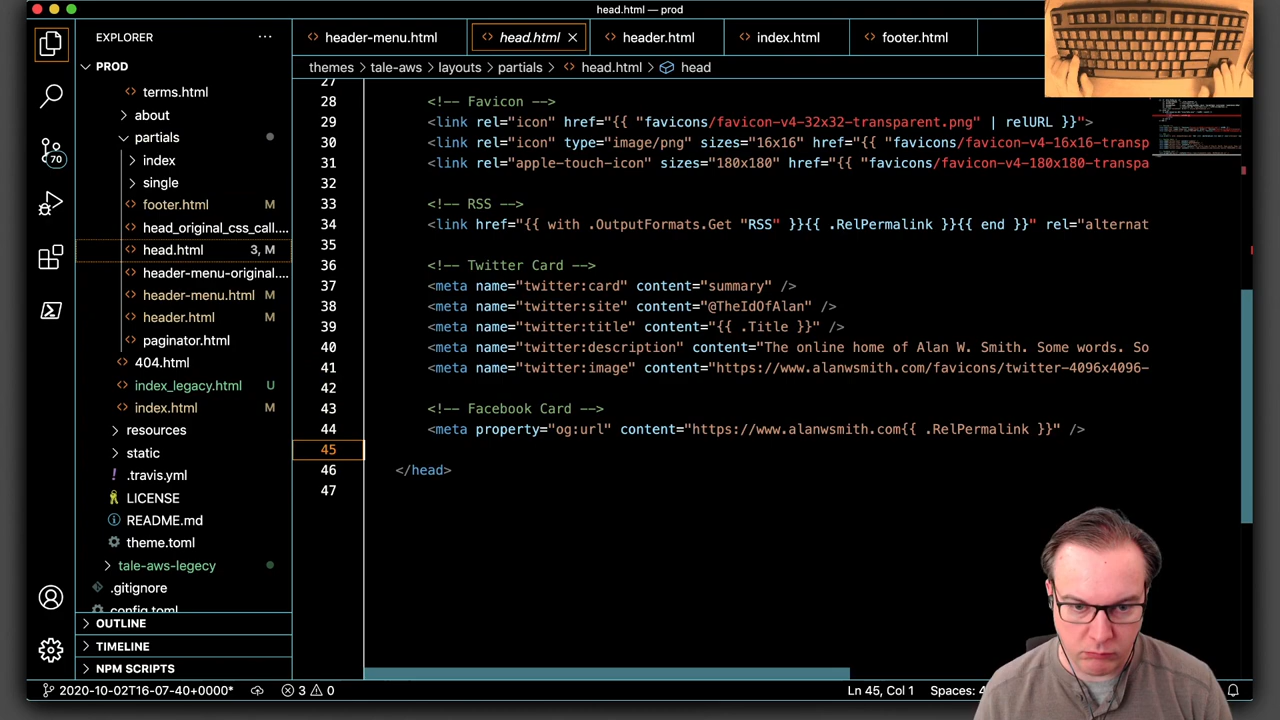 head.html — prod
EXPLORER
header-menu.html
head.html
header.html
index.html
footer.html
PROD
themes > tale-aws > layouts > partials > head.html > head
terms.html
about
partials
index
single
footer.html M
head_original_css_call....
head.html 3, M
header-menu-original....
header-menu.html M
header.html M
paginator.html
404.html
index_legacy.html U
index.html M
resources
static
.travis.yml
LICENSE
README.md
theme.toml
tale-aws-legacy
.gitignore
config.toml
OUTLINE
TIMELINE
NPM SCRIPTS
70
27
28 <!-- Favicon -->
29 <link rel="icon" href="{{ "favicons/favicon-v4-32x32-transparent.png" | relURL }}">
30 <link rel="icon" type="image/png" sizes="16x16" href="{{ "favicons/favicon-v4-16x16-transp
31 <link rel="apple-touch-icon" sizes="180x180" href="{{ "favicons/favicon-v4-180x180-transpa
32
33 <!-- RSS -->
34 <link href="{{ with .OutputFormats.Get "RSS" }}{{ .RelPermalink }}{{ end }}" rel="alternat
35
36 <!-- Twitter Card -->
37 <meta name="twitter:card" content="summary" />
38 <meta name="twitter:site" content="@TheIdOfAlan" />
39 <meta name="twitter:title" content="{{ .Title }}" />
40 <meta name="twitter:description" content="The online home of Alan W. Smith. Some words. So
41 <meta name="twitter:image" content="https://www.alanwsmith.com/favicons/twitter-4096x4096-
42
43 <!-- Facebook Card -->
44 <meta property="og:url" content="https://www.alanwsmith.com{{ .RelPermalink }}" />
45
46 </head>
47
2020-10-02T16-07-40+0000* 3 0
Ln 45, Col 1 Spaces: 4